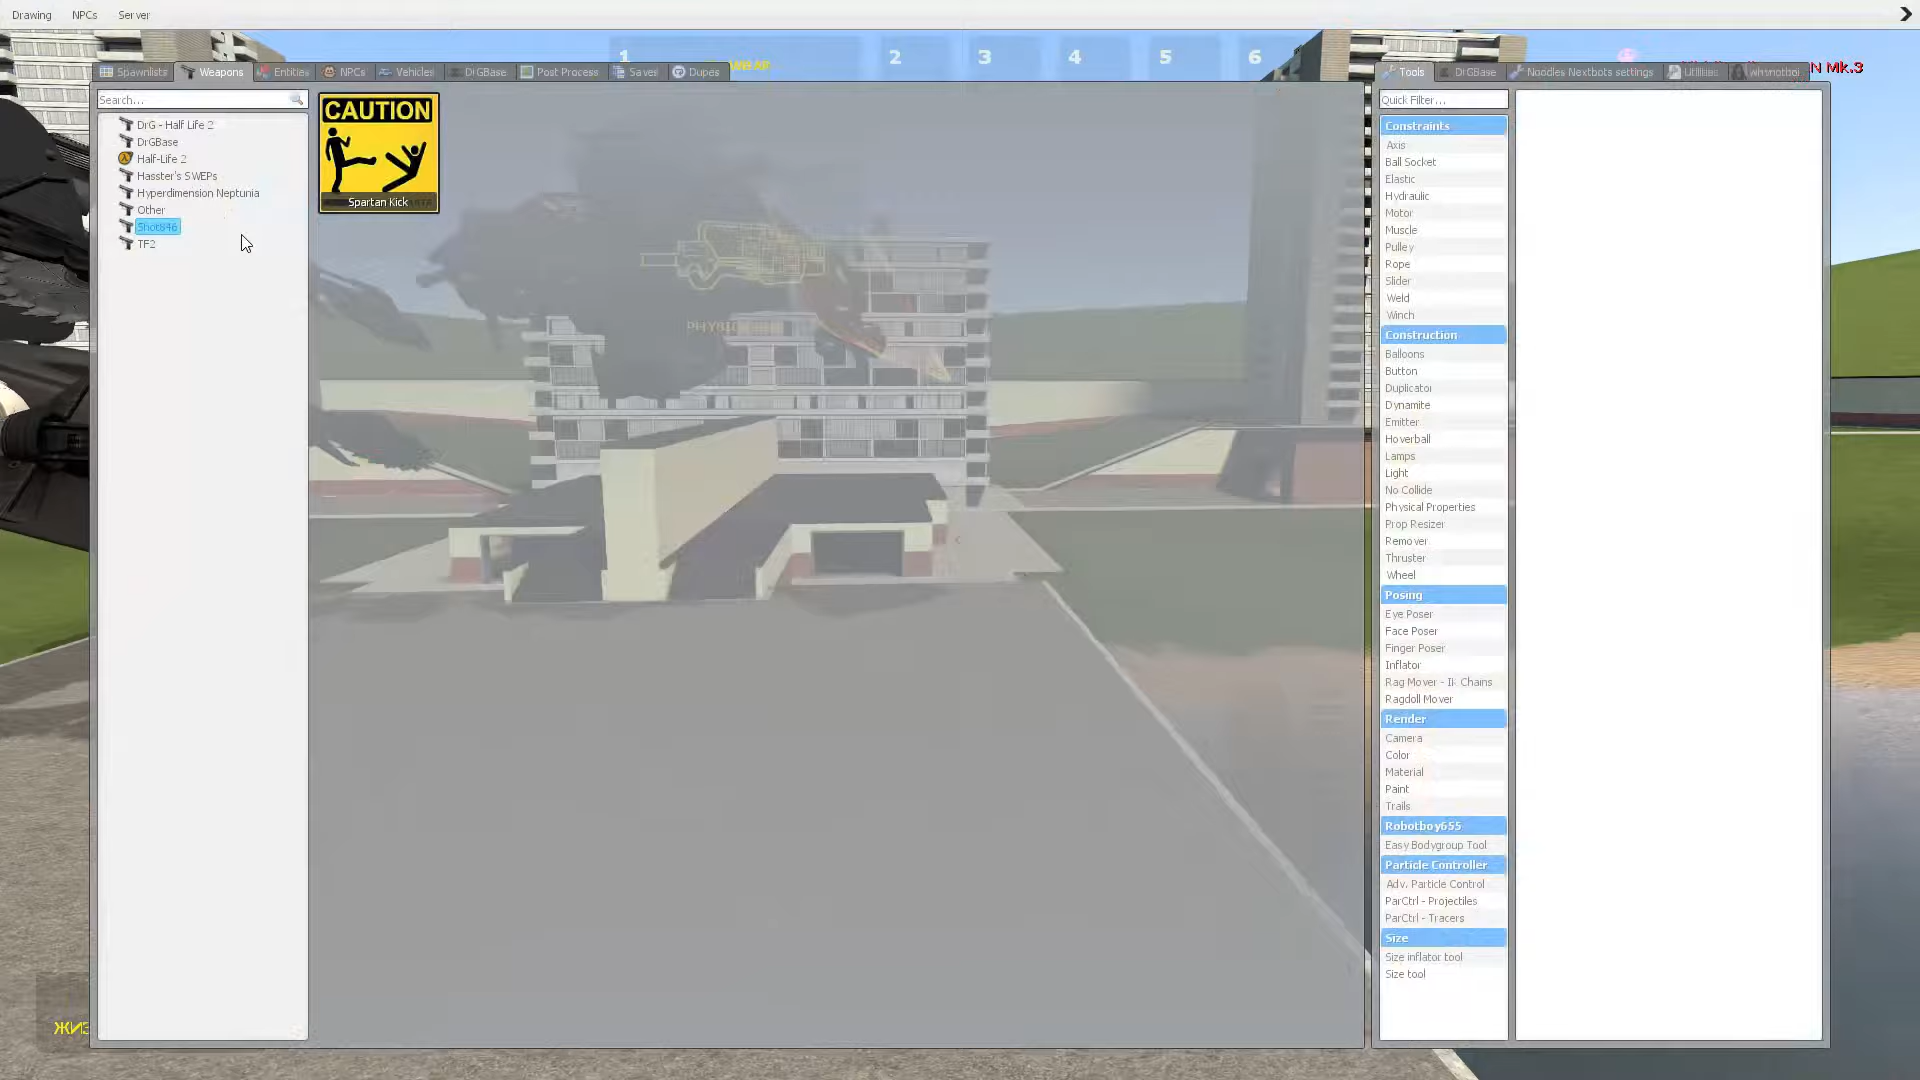 Drawing NPCs Server
1 2 3 4 5 6
Spawnlists Weapons Entities NPCs Vehicles DrGBase Post Process Saves Dupes
Tools DrGBase Noodles Nextbots settings Utilities
N Mk.3
Search...
DrG - Half Life 2
DrGBase
Half-Life 2
Hasster's SWEPs
Hyperdimension Neptunia
Other
Shot846
TF2
CAUTION
Spartan Kick
Quick Filter...
Constraints
Axis
Ball Socket
Elastic
Hydraulic
Motor
Muscle
Pulley
Rope
Slider
Weld
Winch
Construction
Balloons
Button
Duplicator
Dynamite
Emitter
Hoverball
Lamps
Light
No Collide
Physical Properties
Prop Resizer
Remover
Thruster
Wheel
Posing
Eye Poser
Face Poser
Finger Poser
Inflator
Rag Mover - IK Chains
Ragdoll Mover
Render
Camera
Color
Material
Paint
Trails
Robotboy655
Easy Bodygroup Tool
Particle Controller
Adv. Particle Control
ParCtrl - Projectiles
ParCtrl - Tracers
Size
Size inflator tool
Size tool